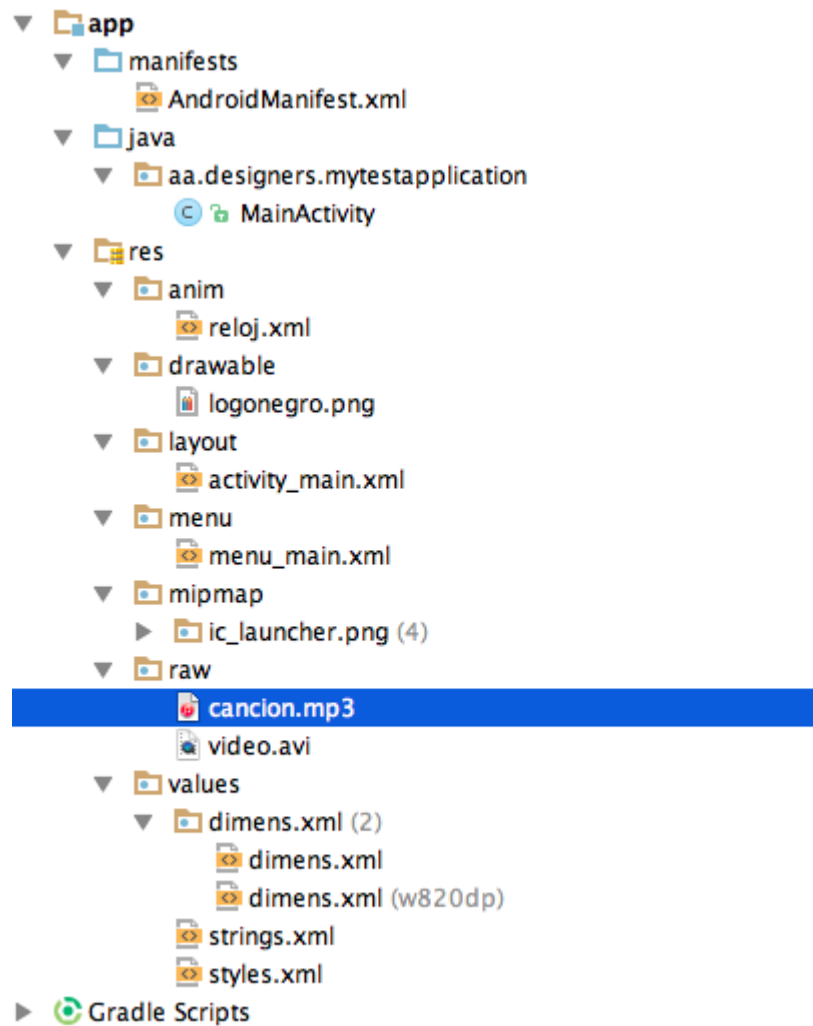 app
manifests
AndroidManifest.xml
java
aa.designers.mytestapplication
C MainActivity
res
anim
reloj.xml
drawable
logonegro.png
layout
activity_main.xml
menu
menu_main.xml
mipmap
ic_launcher.png (4)
raw
cancion.mp3
video.avi
values
dimens.xml (2)
dimens.xml
dimens.xml (w820dp)
strings.xml
styles.xml
Gradle Scripts